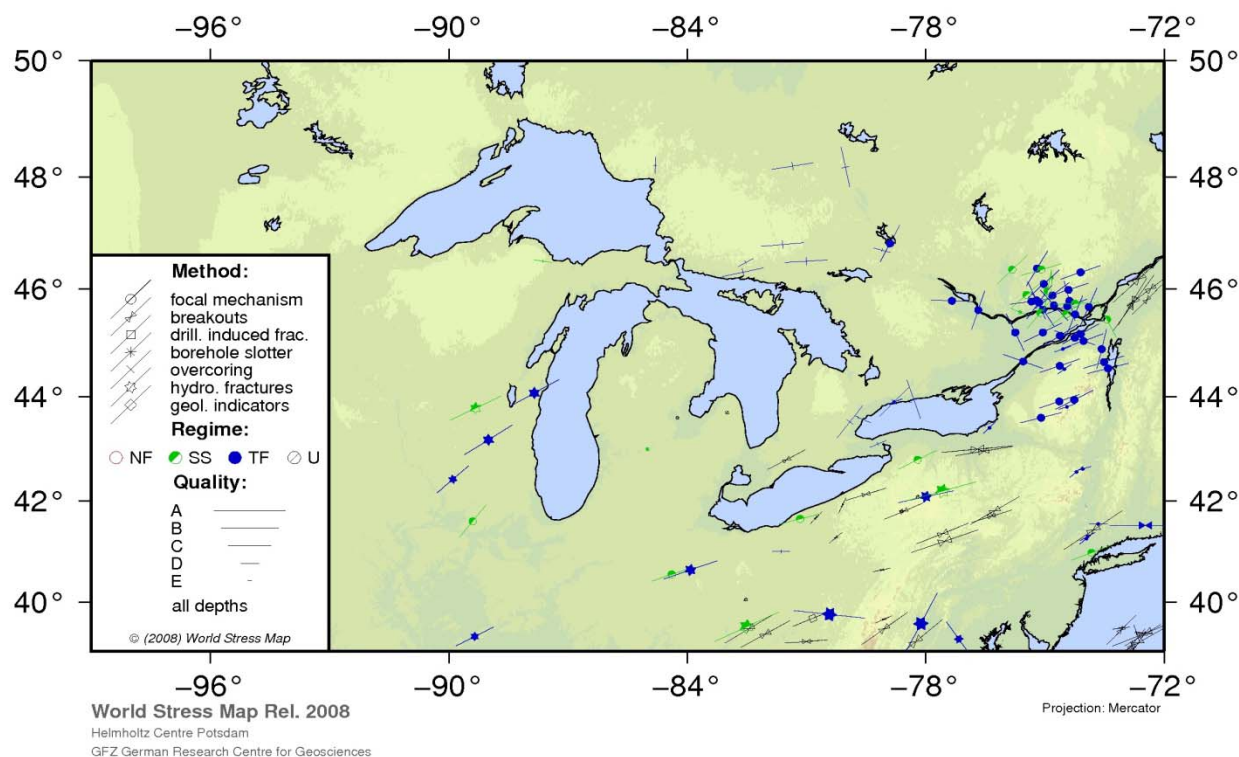 −96° −90° −84° −78° −72°
50° 50°
48° 48°
46° 46°
44° 44°
42° 42°
40° 40°
Method:
focal mechanism
breakouts
drill. induced frac.
borehole slotter
overcoring
hydro. fractures
geol. indicators
Regime:
NF SS TF U
Quality:
A
B
C
D
E
all depths
© (2008) World Stress Map
−96° −90° −84° −78° −72°
World Stress Map Rel. 2008
Projection: Mercator
Helmholtz Centre Potsdam
GFZ German Research Centre for Geosciences